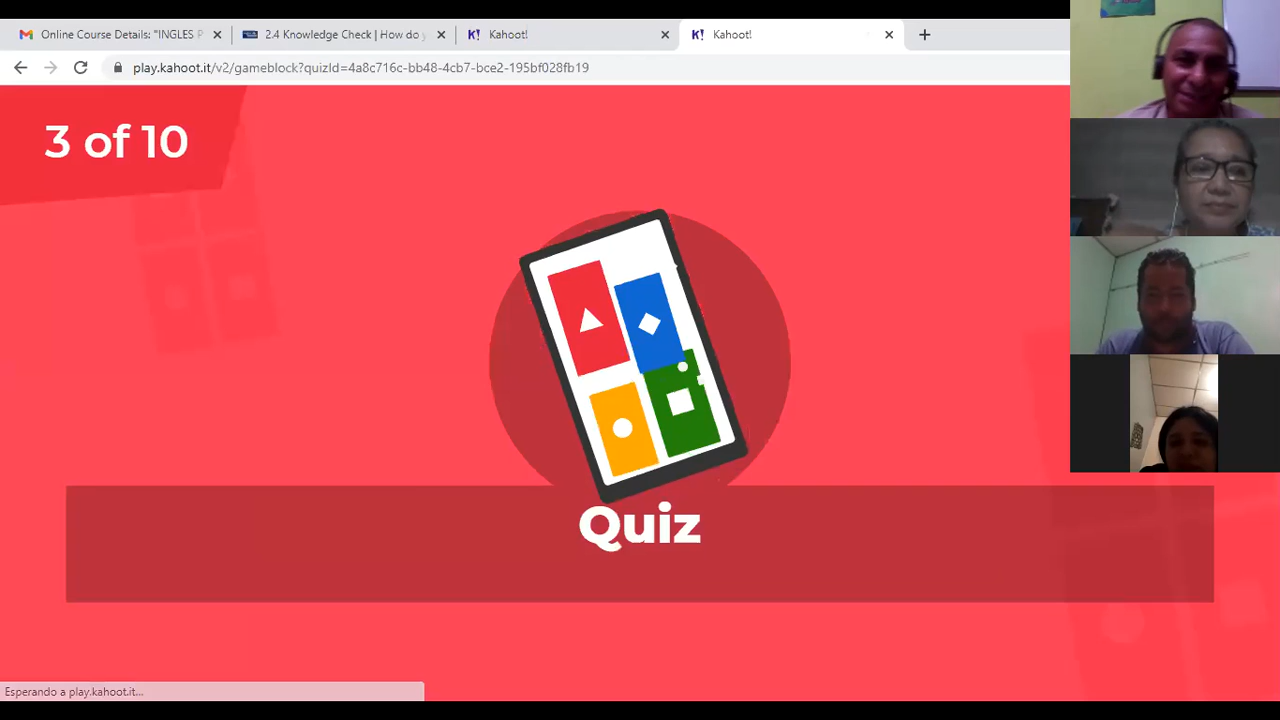 Online Course Details: "INGLES P
2.4 Knowledge Check | How do y
K! Kahoot!
K! Kahoot!
play.kahoot.it/v2/gameblock?quizId=4a8c716c-bb48-4cb7-bce2-195bf028fb19
3 of 10
Quiz
Esperando a play.kahoot.it...